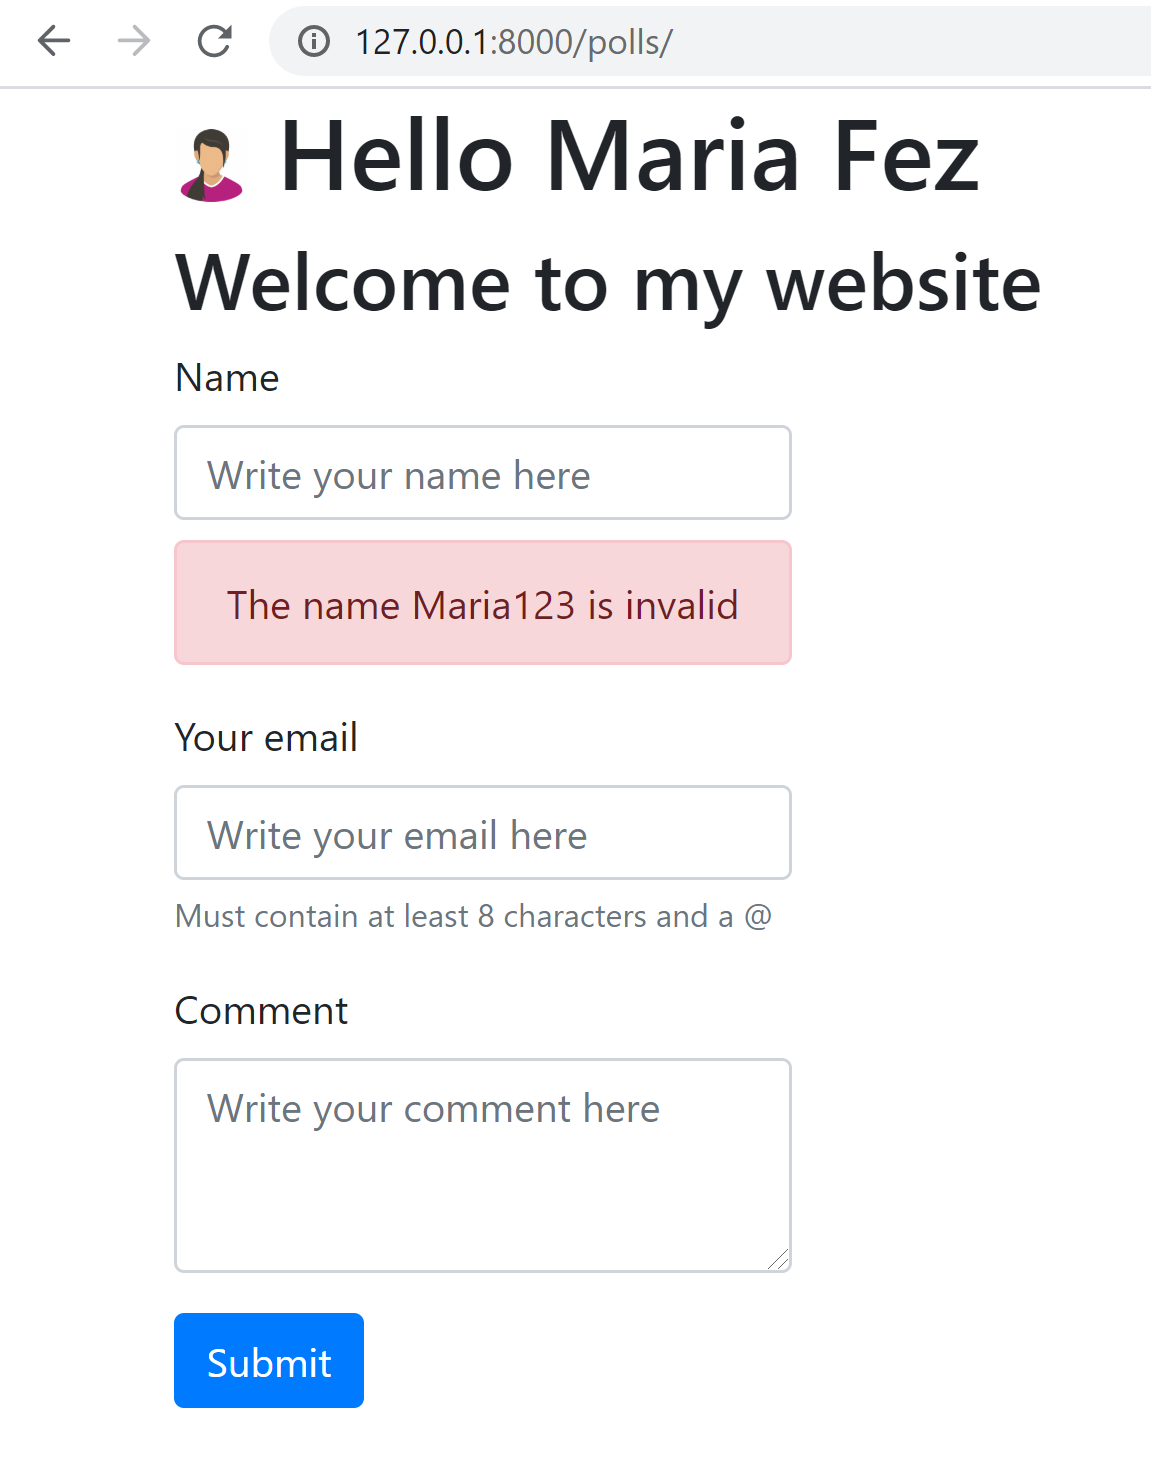 127.0.0.1:8000/polls/
Hello Maria Fez
Welcome to my website
Name
Write your name here
The name Maria123 is invalid
Your email
Write your email here
Must contain at least 8 characters and a @
Comment
Write your comment here
Submit